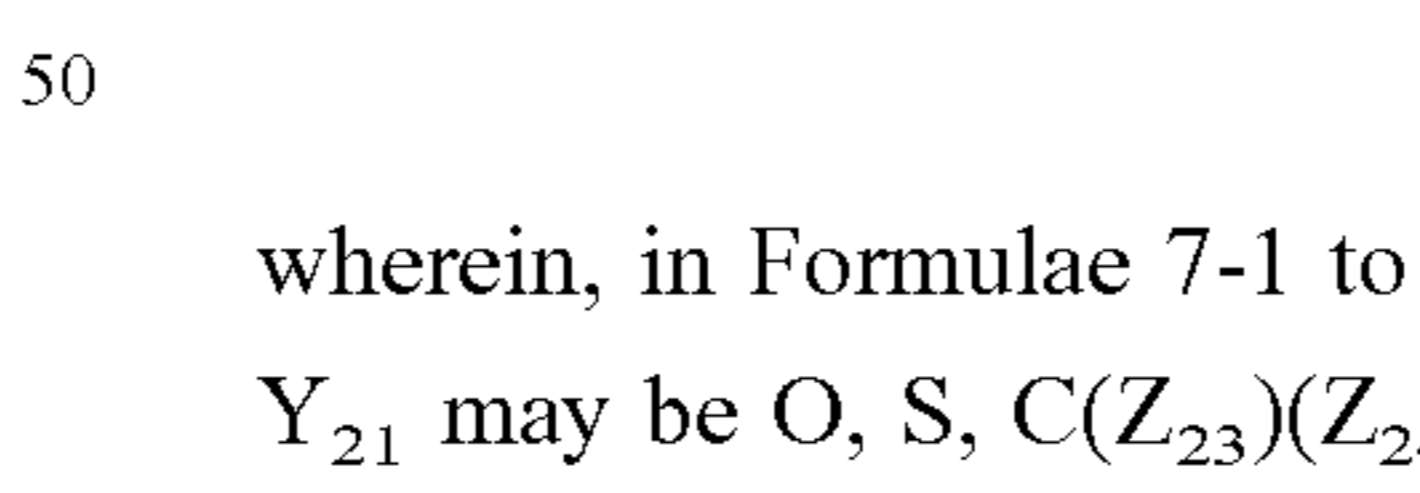 50
wherein, in Formulae 7-1 to
Y₂₁ may be O, S, C(Z₂₃)(Z₂